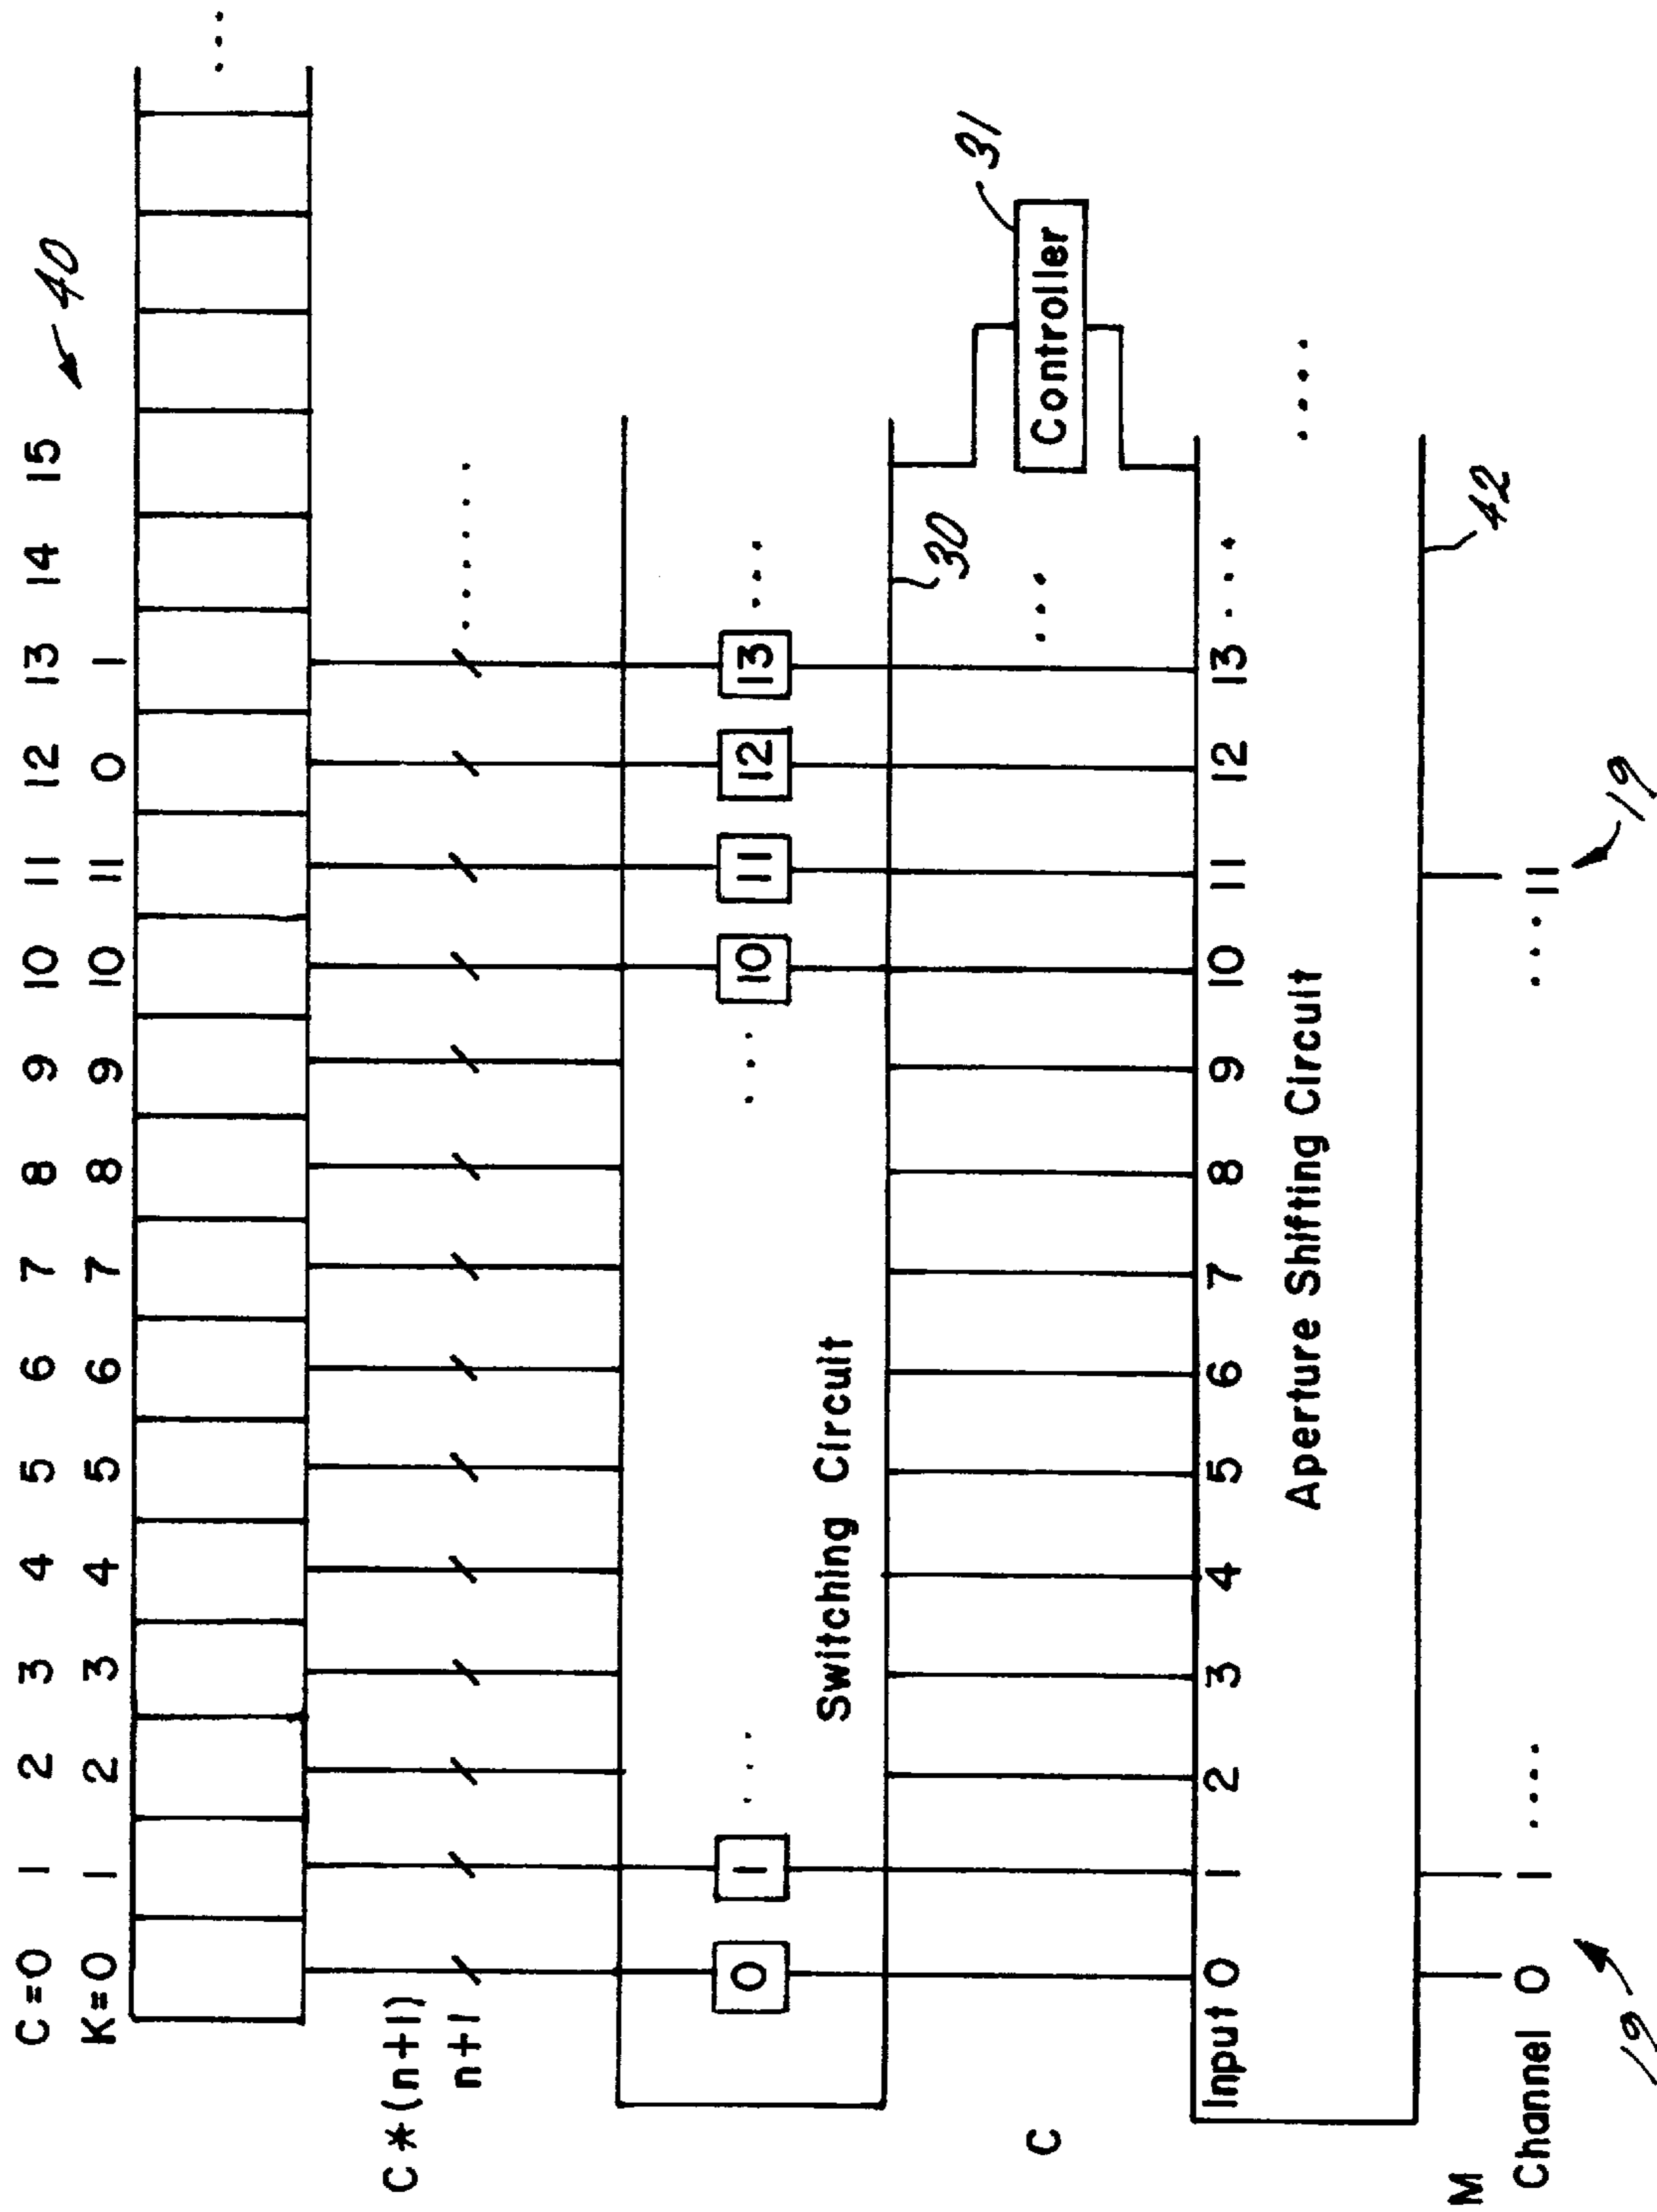 C=0 1 2 3 4 5 6 7 8 9 10 11 12 13 14 15
K=0 1 2 3 4 5 6 7 8 9 10 11 0 1
40
...
C*(n+1)
n+1
.....
0 1 ... ... 10 11 12 13 ...
Switching Circuit
30
C
...
Controller
31
Input 0 1 2 3 4 5 6 7 8 9 10 11 12 13 ...
Aperture Shifting Circuit
....
42
M
Channel 0 1 .... ....11
19
19